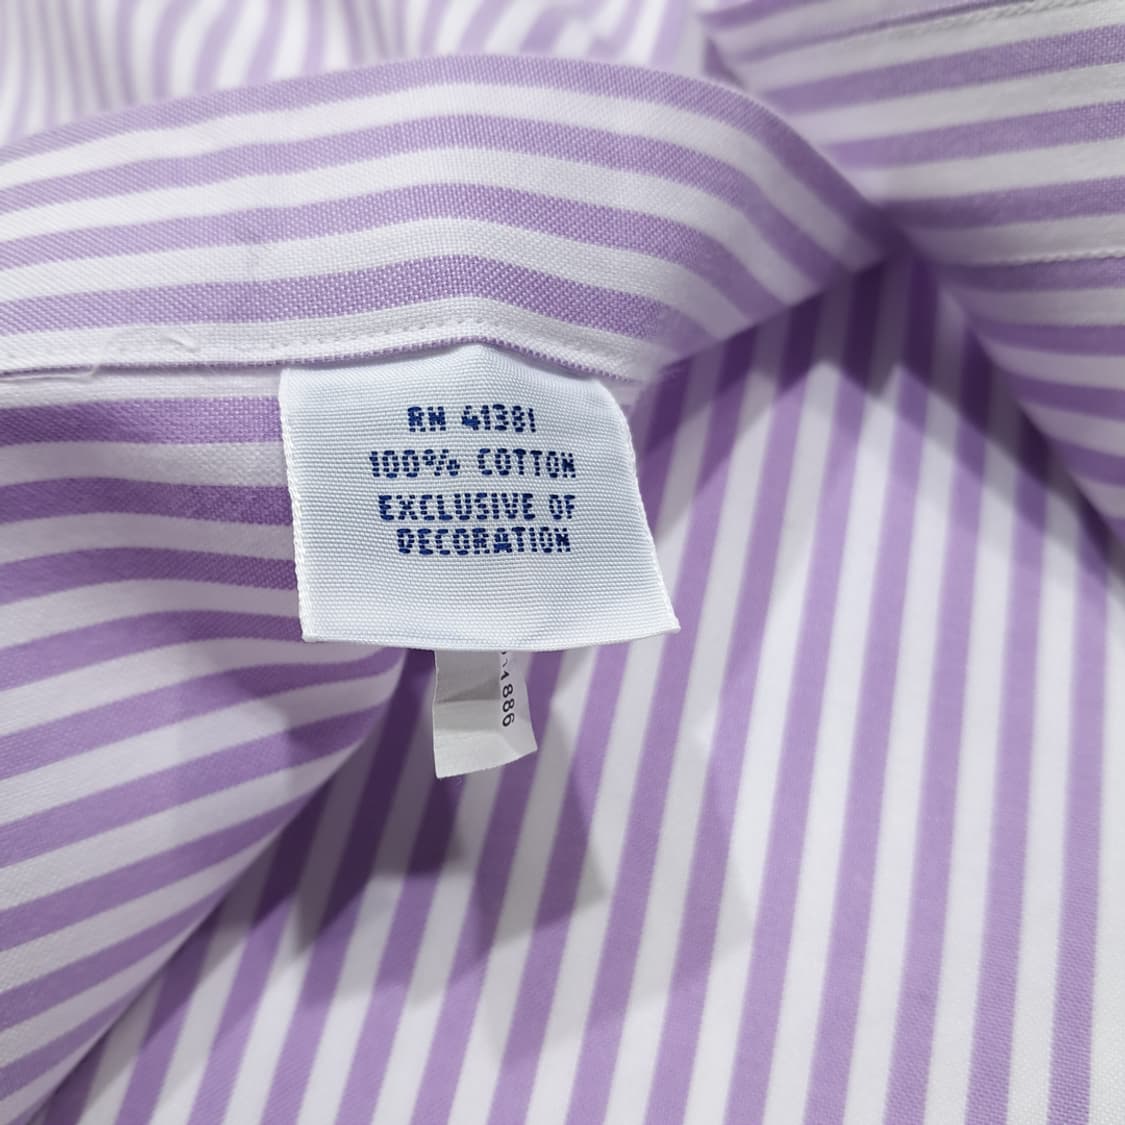 RN 41381
100% COTTON
EXCLUSIVE OF
DECORATION